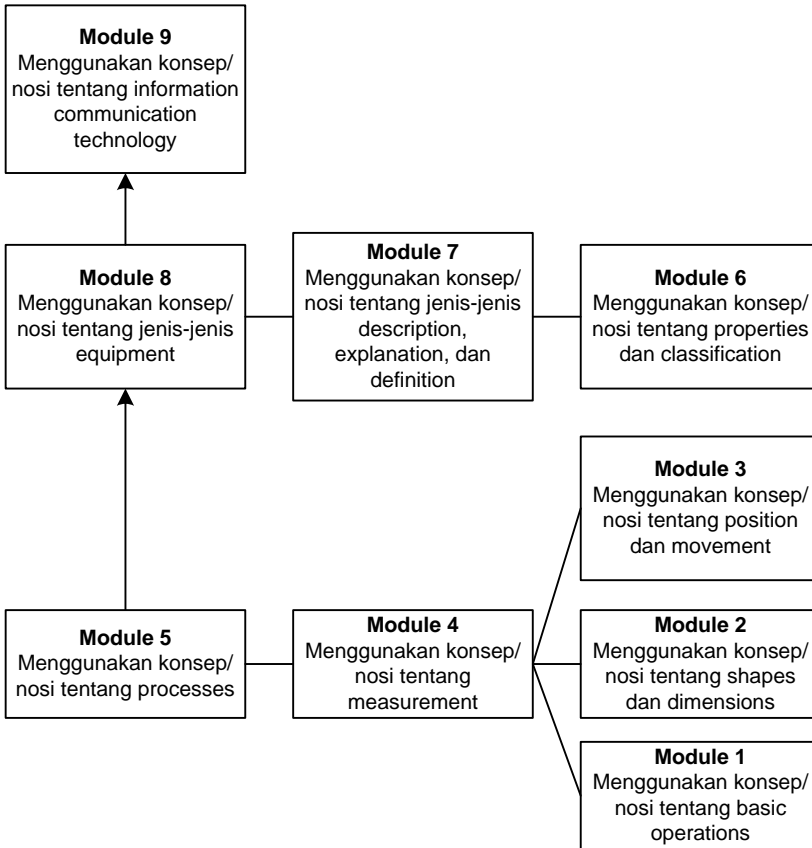 Module 9
Menggunakan konsep/
nosi tentang information
communication
technology
Module 8
Menggunakan konsep/
nosi tentang jenis-jenis
equipment
Module 7
Menggunakan konsep/
nosi tentang jenis-jenis
description,
explanation, dan
definition
Module 6
Menggunakan konsep/
nosi tentang properties
dan classification
Module 3
Menggunakan konsep/
nosi tentang position
dan movement
Module 5
Menggunakan konsep/
nosi tentang processes
Module 4
Menggunakan konsep/
nosi tentang
measurement
Module 2
Menggunakan konsep/
nosi tentang shapes
dan dimensions
Module 1
Menggunakan konsep/
nosi tentang basic
operations